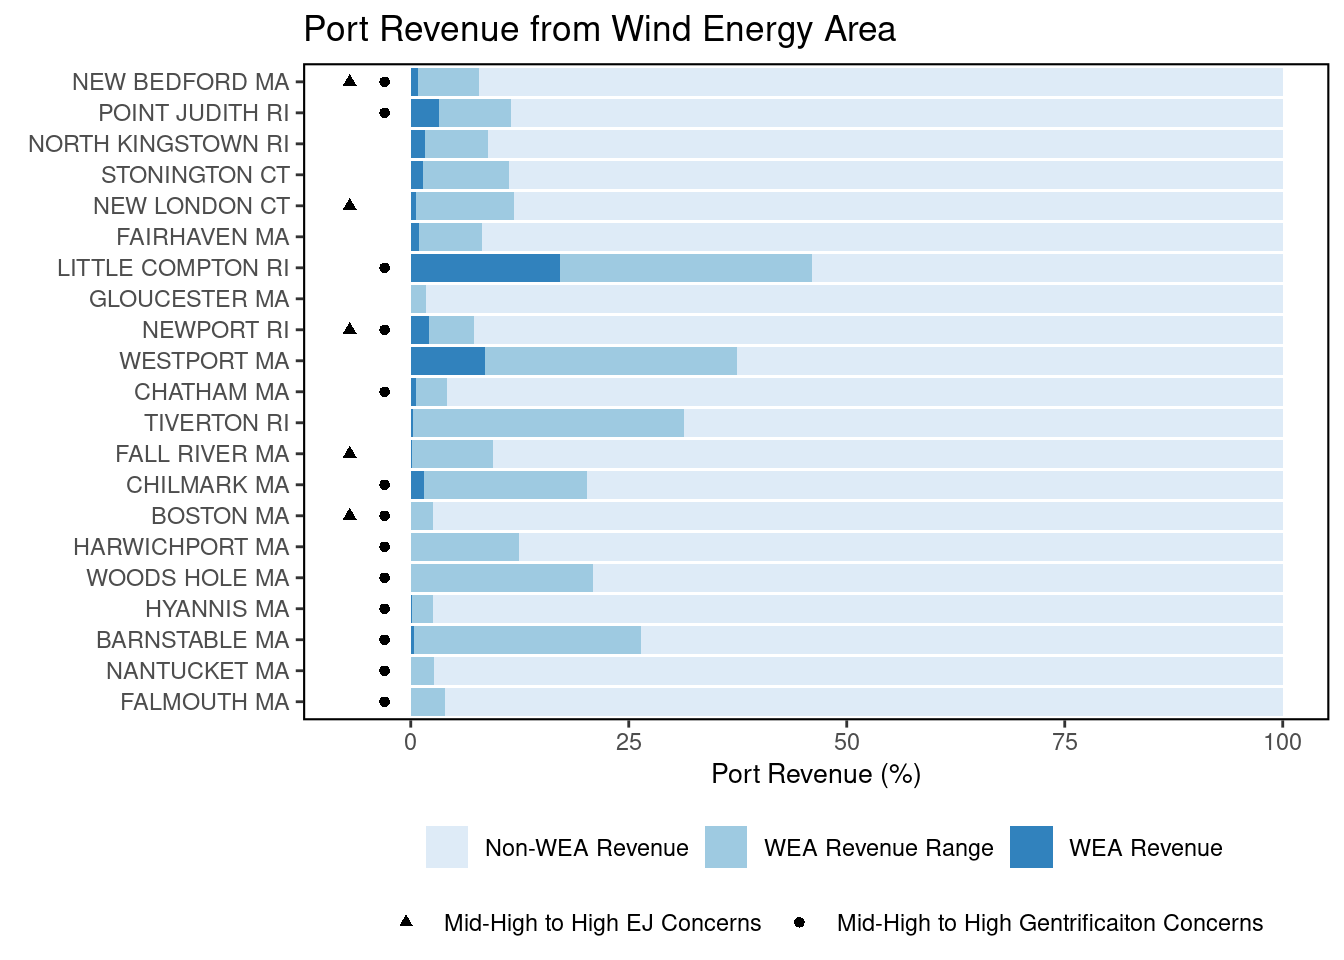 Port Revenue from Wind Energy Area
NEW BEDFORD MA
POINT JUDITH RI
NORTH KINGSTOWN RI
STONINGTON CT
NEW LONDON CT
FAIRHAVEN MA
LITTLE COMPTON RI
GLOUCESTER MA
NEWPORT RI
WESTPORT MA
CHATHAM MA
TIVERTON RI
FALL RIVER MA
CHILMARK MA
BOSTON MA
HARWICHPORT MA
WOODS HOLE MA
HYANNIS MA
BARNSTABLE MA
NANTUCKET MA
FALMOUTH MA
0 25 50 75 100
Port Revenue (%)
Non-WEA Revenue WEA Revenue Range WEA Revenue
Mid-High to High EJ Concerns Mid-High to High Gentrificaiton Concerns